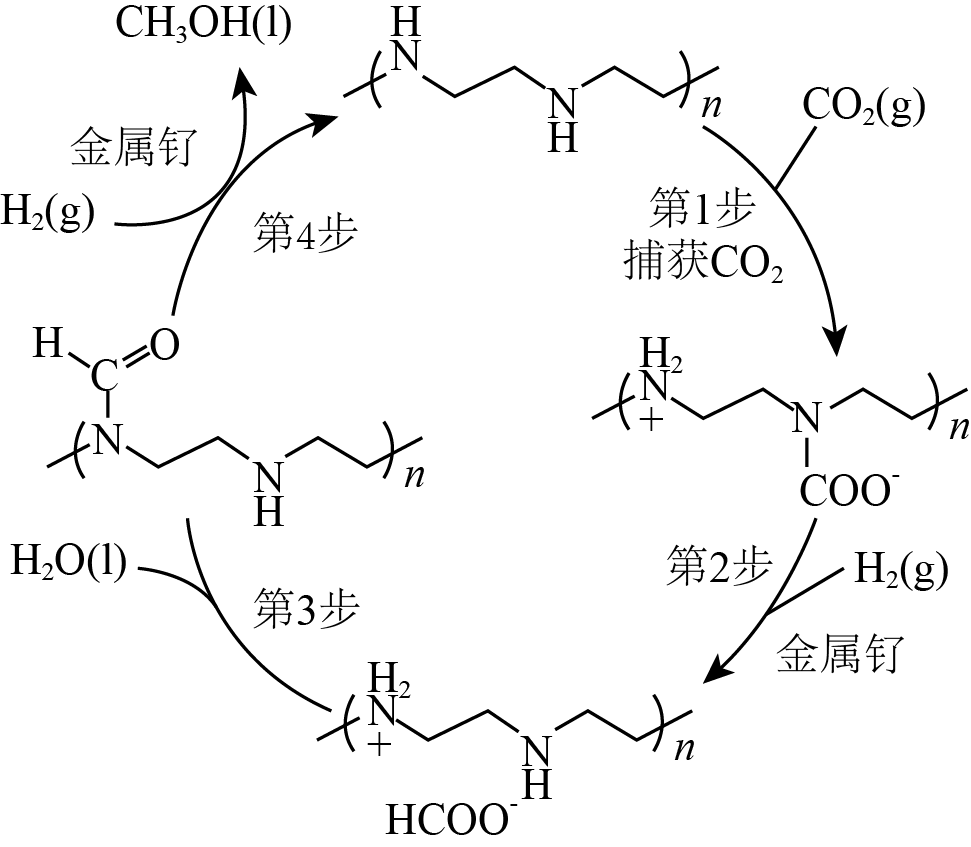 CH₃OH(l)
H
N
N
H
n
CO₂(g)
金属钌
H₂(g)
第4步
第1步
捕获CO₂
H
O
C
N
N
H
n
H₂
N
+
N
n
COO⁻
H₂O(l)
第3步
第2步
H₂(g)
金属钌
H₂
N
+
N
H
n
HCOO⁻